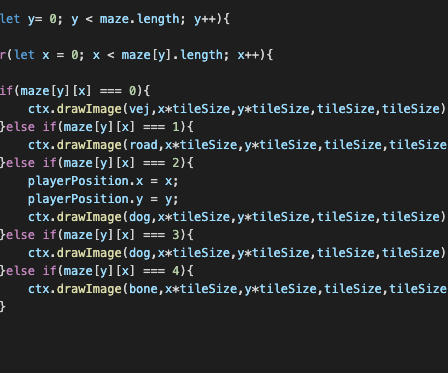 let y= 0; y < maze.length; y++){
r(let x = 0; x < maze[y].length; x++){
if(maze[y][x] === 0){
ctx.drawImage(vej,x*tileSize,y*tileSize,tileSize,tileSize)
}else if(maze[y][x] === 1){
ctx.drawImage(road,x*tileSize,y*tileSize,tileSize,tileSize
}else if(maze[y][x] === 2){
playerPosition.x = x;
playerPosition.y = y;
ctx.drawImage(dog,x*tileSize,y*tileSize,tileSize,tileSize)
}else if(maze[y][x] === 3){
ctx.drawImage(dog,x*tileSize,y*tileSize,tileSize,tileSize)
}else if(maze[y][x] === 4){
ctx.drawImage(bone,x*tileSize,y*tileSize,tileSize,tileSize
}